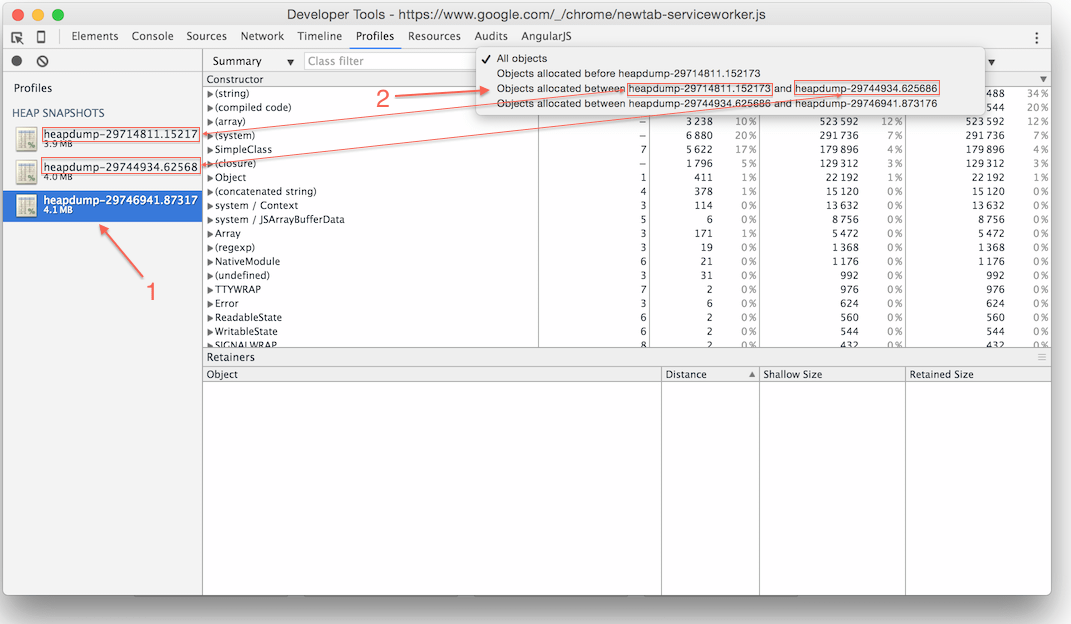 Developer Tools - https://www.google.com/_/chrome/newtab-serviceworker.js
Elements Console Sources Network Timeline Profiles Resources Audits AngularJS
Summary ▼ Class filter
✓ All objects
Objects allocated before heapdump-29714811.152173
Objects allocated between heapdump-29714811.152173 and heapdump-29744934.625686
Objects allocated between heapdump-29744934.625686 and heapdump-29746941.873176
2
Profiles
HEAP SNAPSHOTS
heapdump-29714811.15217
3.9 MB
heapdump-29744934.62568
4.0 MB
heapdump-29746941.87317
4.1 MB
1
Constructor
(string) 488 34%
(compiled code) 544 20%
(array) – 3 238 10% 523 592 12% 523 592 12%
(system) – 6 880 20% 291 736 7% 291 736 7%
SimpleClass 7 5 622 17% 179 896 4% 179 896 4%
(closure) – 1 796 5% 129 312 3% 129 312 3%
Object 1 411 1% 22 192 1% 22 192 1%
(concatenated string) 4 378 1% 15 120 0% 15 120 0%
system / Context 3 114 0% 13 632 0% 13 632 0%
system / JSArrayBufferData 5 6 0% 8 756 0% 8 756 0%
Array 3 171 1% 5 472 0% 5 472 0%
(regexp) 3 19 0% 1 368 0% 1 368 0%
NativeModule 6 21 0% 1 176 0% 1 176 0%
(undefined) 3 31 0% 992 0% 992 0%
TTYWRAP 7 2 0% 976 0% 976 0%
Error 3 6 0% 624 0% 624 0%
ReadableState 6 2 0% 560 0% 560 0%
WritableState 6 2 0% 544 0% 544 0%
SIGNALWRAP 8 2 0% 432 0% 432 0%
Retainers
Object Distance ▲ Shallow Size Retained Size